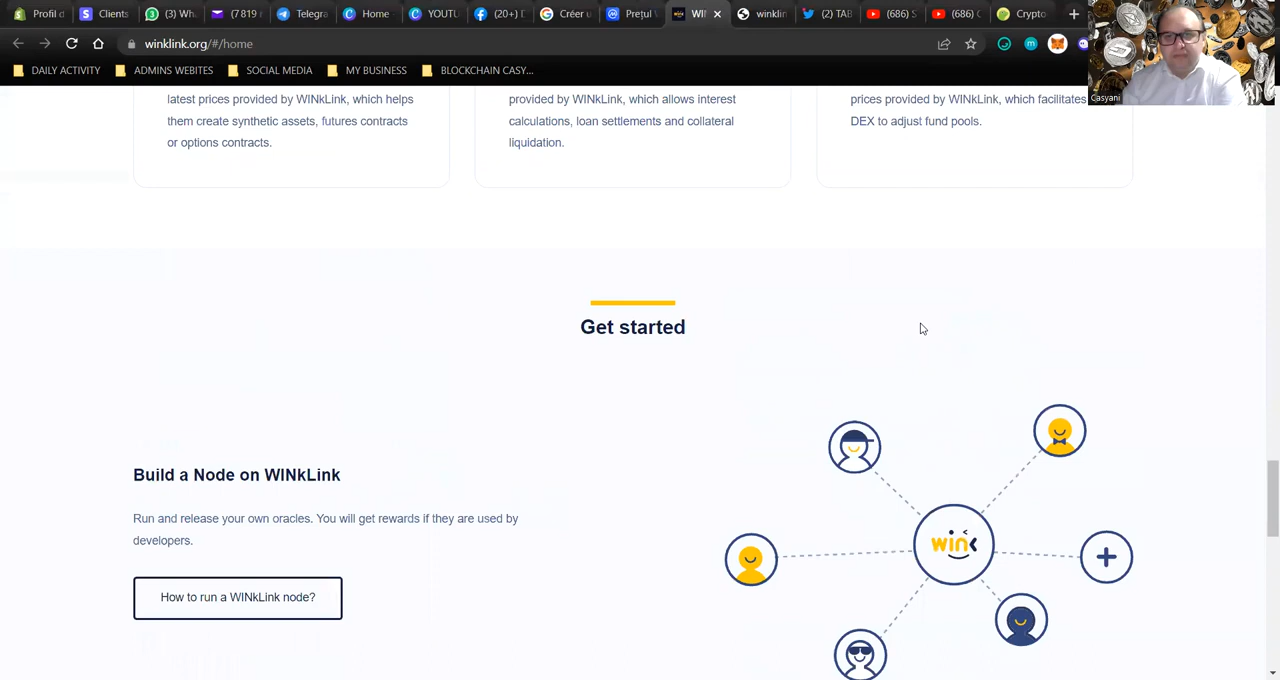 Profil d
Clients
(3) Wh
(7 819
Telegra
Home
YOUTU
(20+)
Créer u
Prețul
WI
winklin
(2) TAB
(686) S
(686)
Crypto
winklink.org/#/home
DAILY ACTIVITY
ADMINS WEBITES
SOCIAL MEDIA
MY BUSINESS
BLOCKCHAIN CASY...
Casyani
latest prices provided by WINkLink, which helps
them create synthetic assets, futures contracts
or options contracts.
provided by WINkLink, which allows interest
calculations, loan settlements and collateral
liquidation.
prices provided by WINkLink, which facilitates
DEX to adjust fund pools.
Get started
Build a Node on WINkLink
Run and release your own oracles. You will get rewards if they are used by
developers.
How to run a WINkLink node?
wink